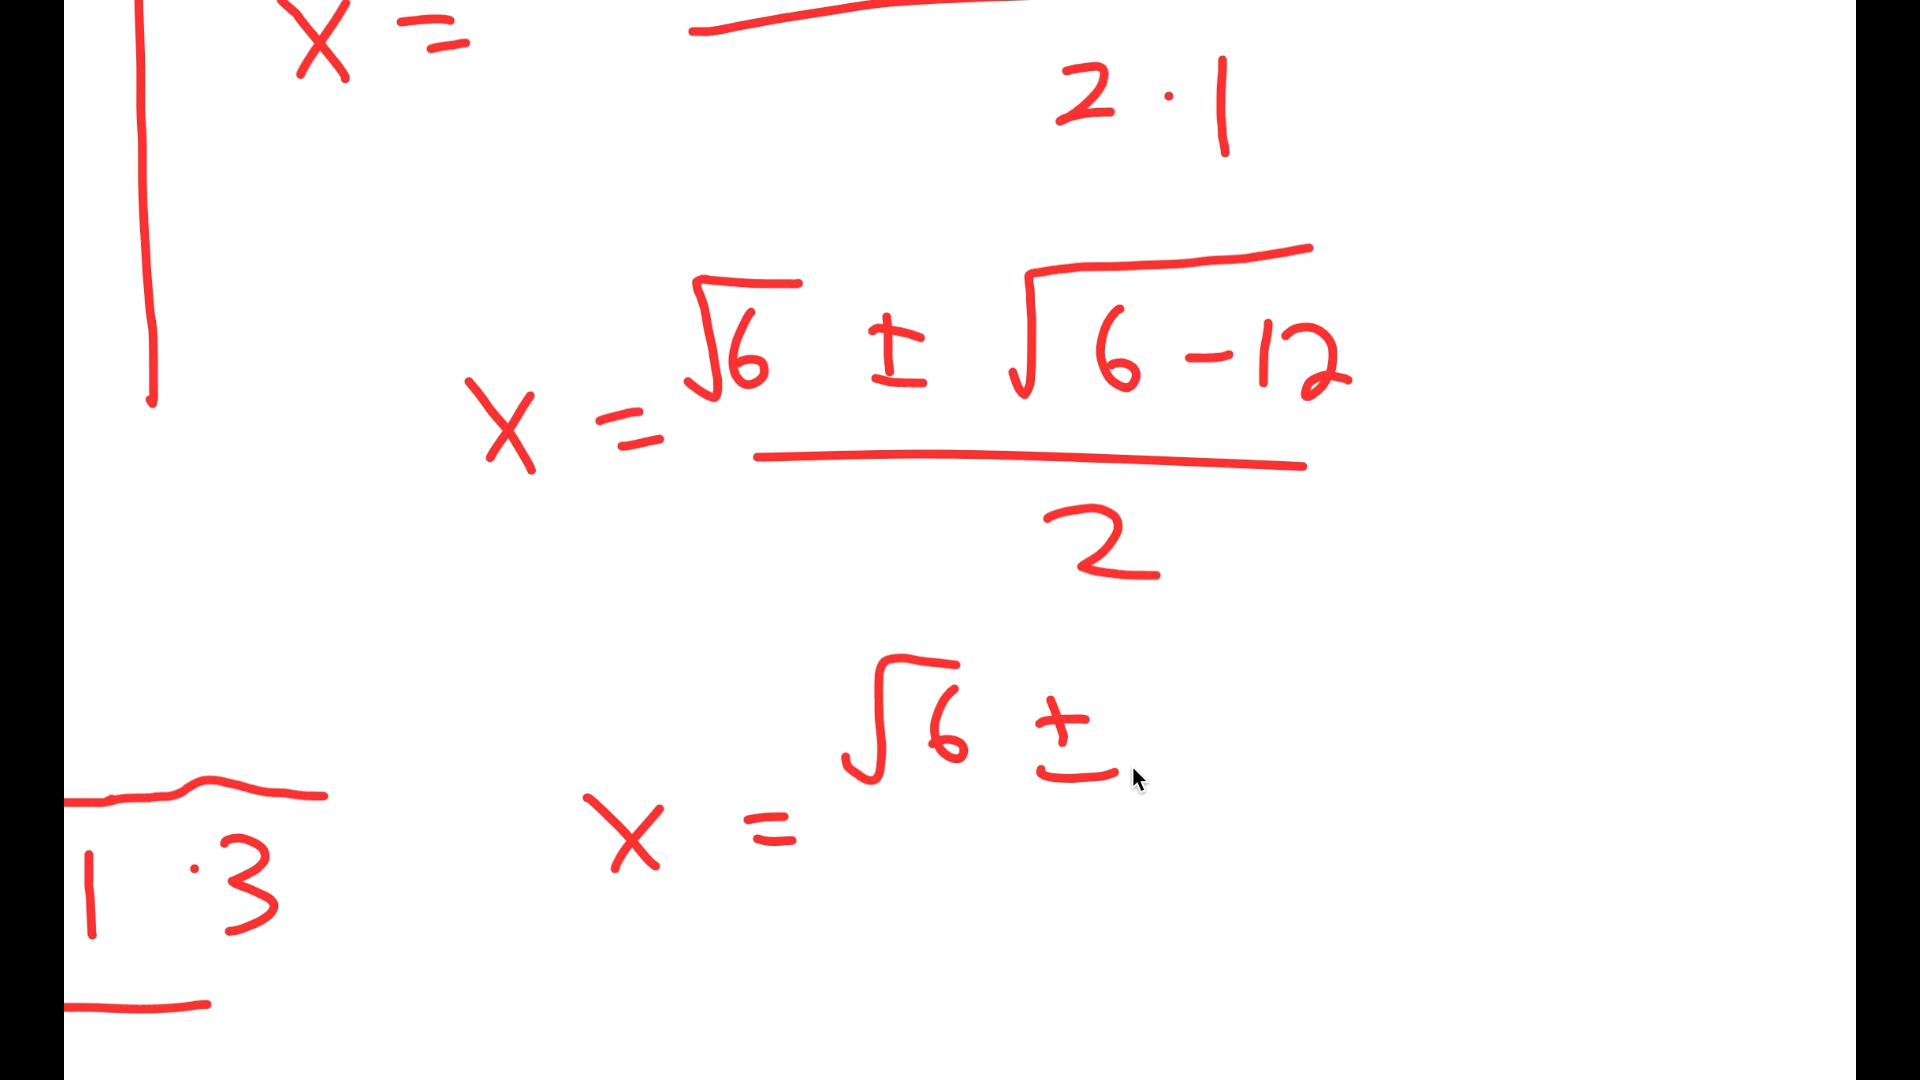 x =
2 · 1
x = √6 ± √6 - 12
2
x = √6 ±
1 · 3